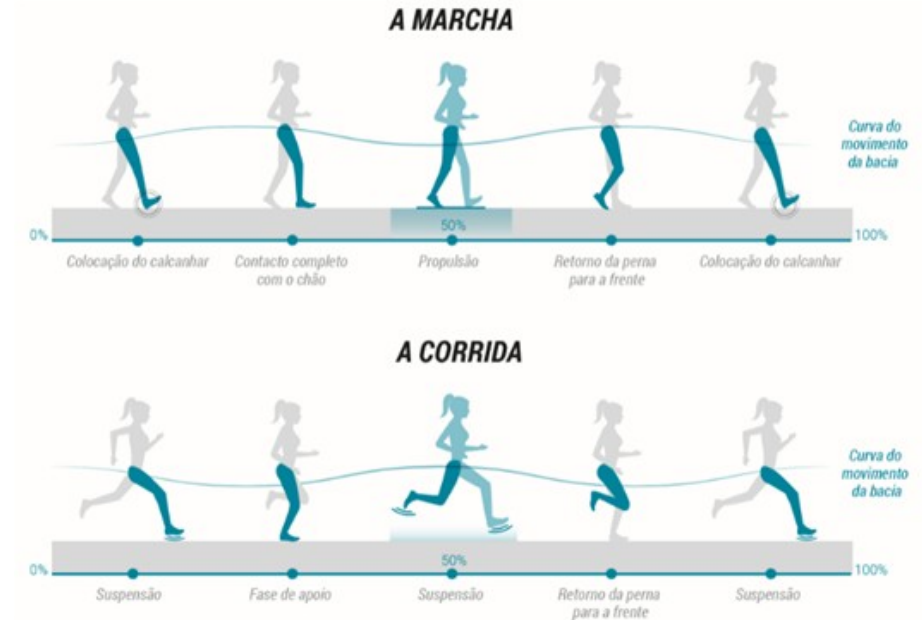 A MARCHA
Curva do
movimento
da bacia
50%
0%
100%
Colocação do calcanhar
Contacto completo
com o chão
Propulsão
Retorno da perna
para a frente
Colocação do calcanhar
A CORRIDA
Curva do
movimento
da bacia
50%
0%
100%
Suspensão
Fase de apoio
Suspensão
Retorno da perna
para a frente
Suspensão